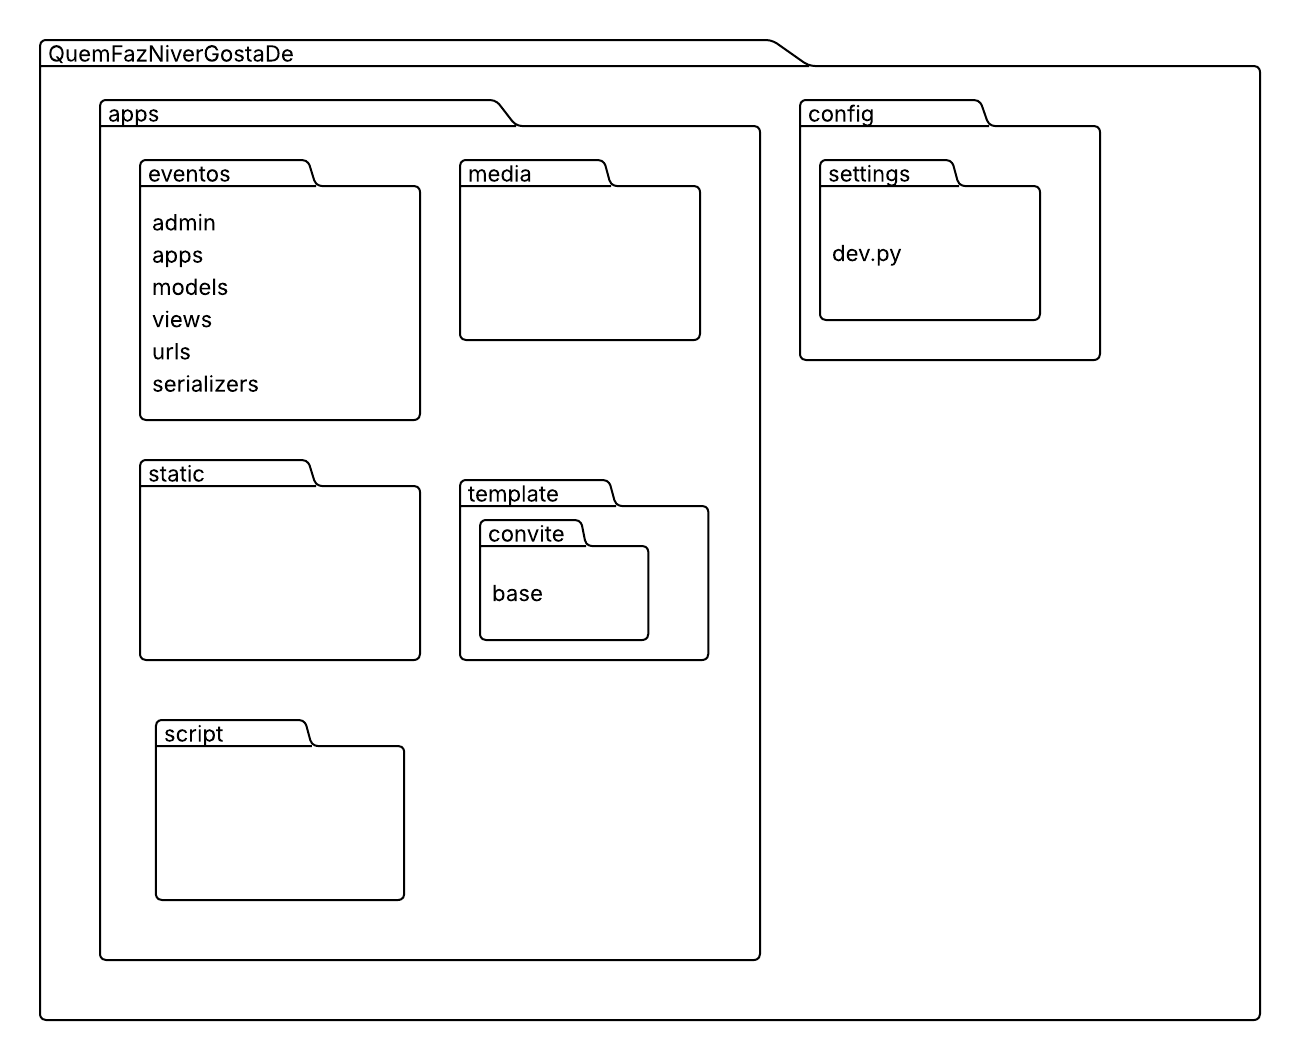 QuemFazNiverGostaDe
apps
config
eventos
media
settings
admin
apps
models
views
urls
serializers
dev.py
static
template
convite
base
script